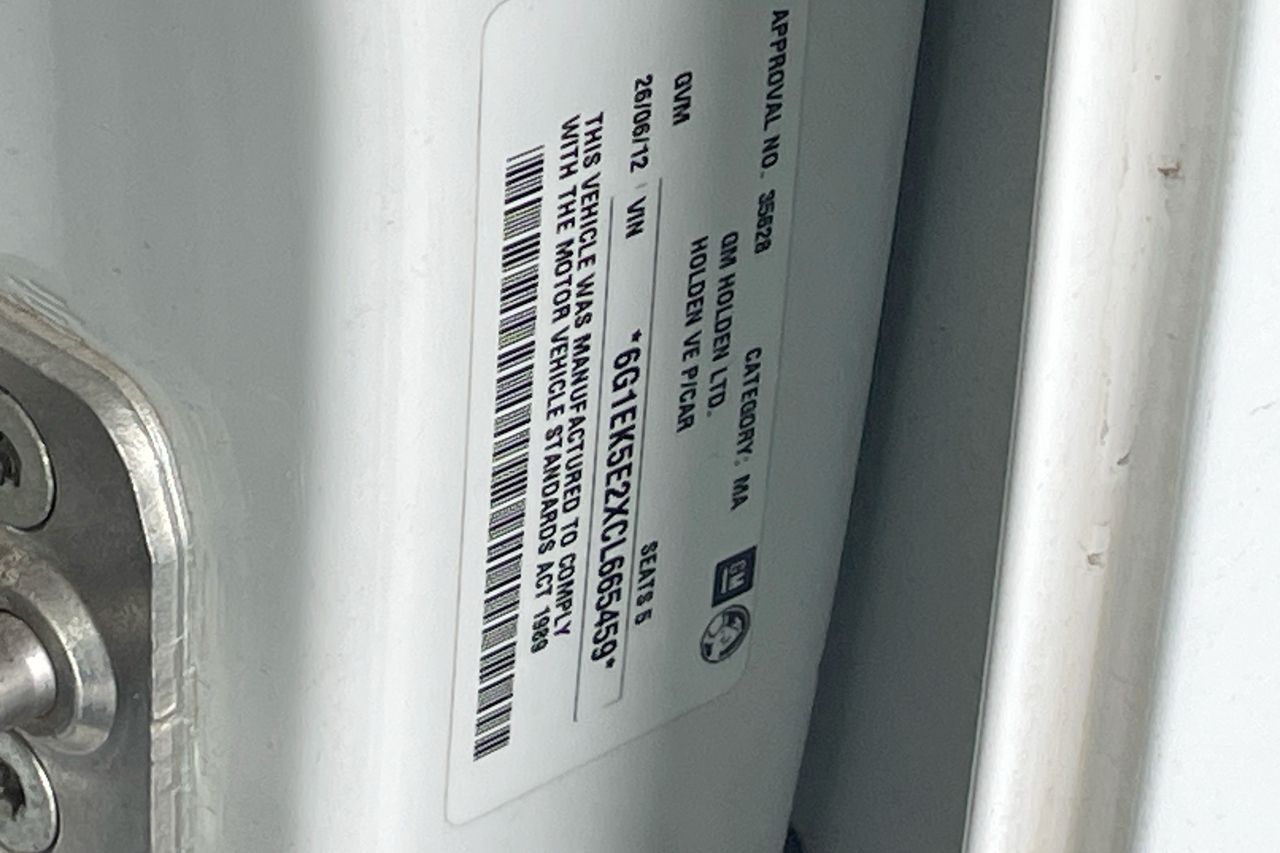 APPROVAL NO. 35628 CATEGORY: MA
GM HOLDEN LTD.
HOLDEN VE P/CAR
GVM SEATS 5
26/06/12 VIN *6G1EK5E2XCL665459*
THIS VEHICLE WAS MANUFACTURED TO COMPLY
WITH THE MOTOR VEHICLE STANDARDS ACT 1989
GM